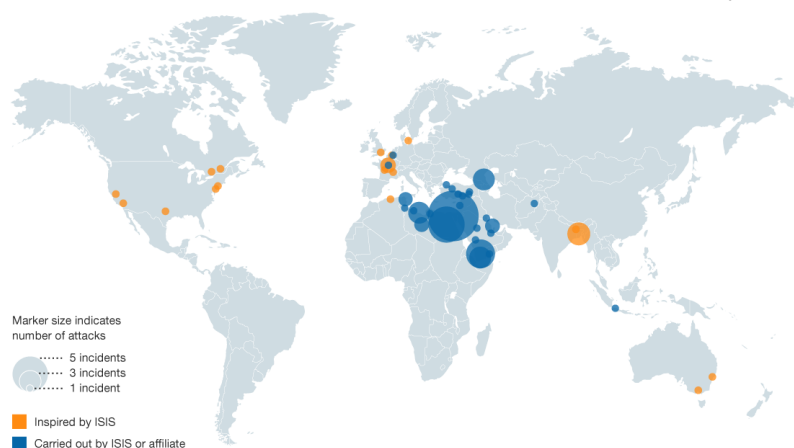 Marker size indicates
number of attacks
5 incidents
3 incidents
1 incident
Inspired by ISIS
Carried out by ISIS or affiliate